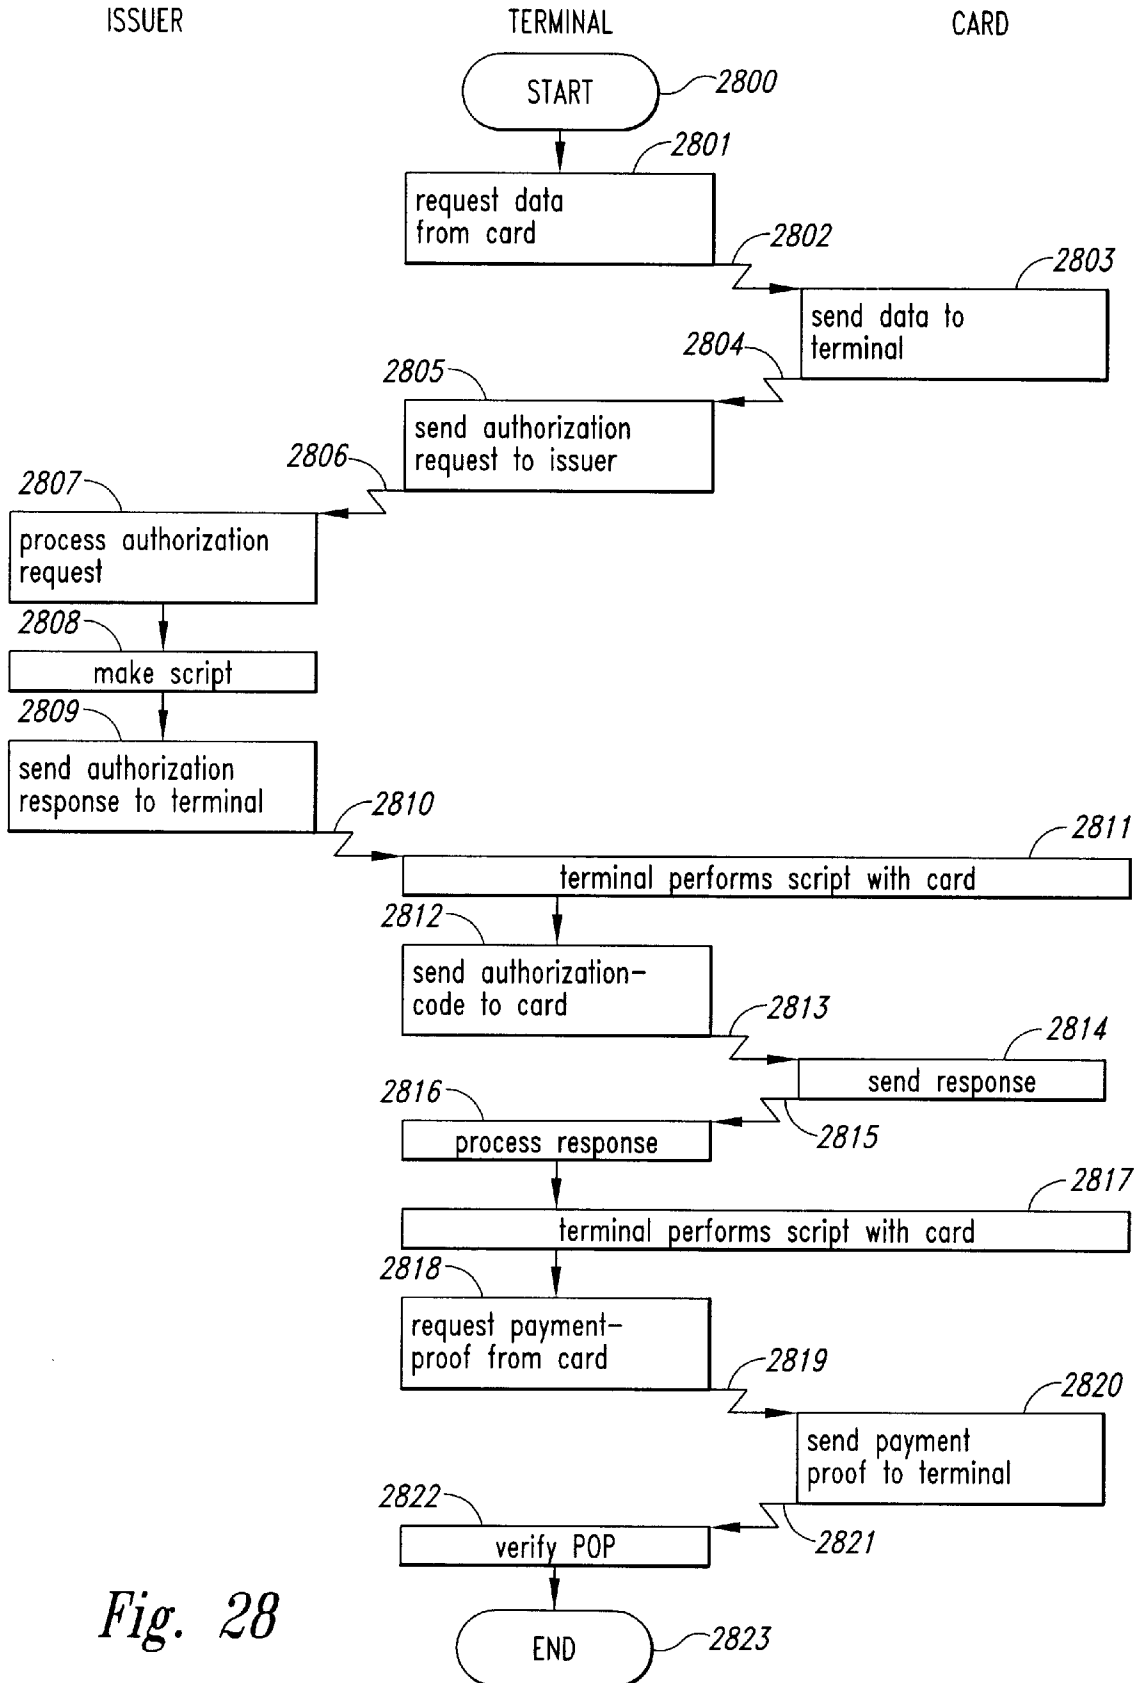 ISSUER TERMINAL CARD
START
2800
2801
request data
from card
2802
2803
send data to
terminal
2804
2805
send authorization
request to issuer
2806
2807
process authorization
request
2808
make script
2809
send authorization
response to terminal
2810
2811
terminal performs script with card
2812
send authorization–
code to card
2813
2814
send response
2815
2816
process response
2817
terminal performs script with card
2818
request payment–
proof from card
2819
2820
send payment
proof to terminal
2821
2822
verify POP
END
2823
Fig. 28